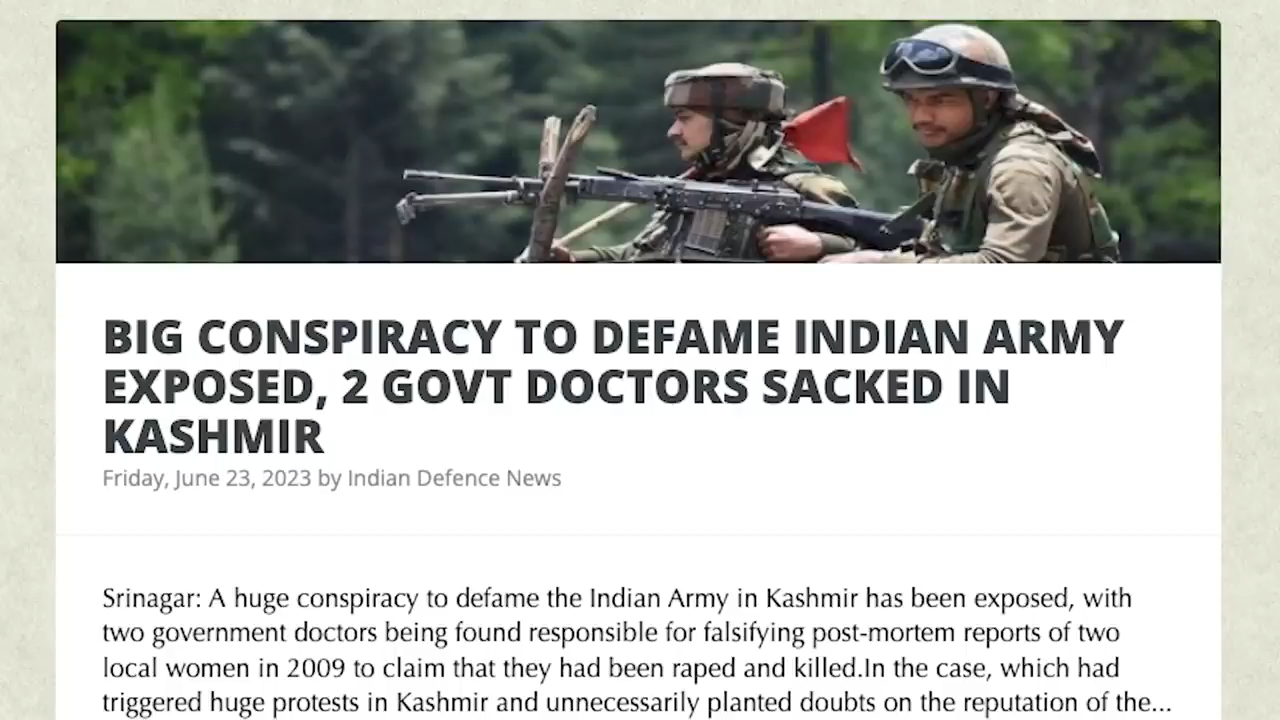 BIG CONSPIRACY TO DEFAME INDIAN ARMY
EXPOSED, 2 GOVT DOCTORS SACKED IN
KASHMIR
Friday, June 23, 2023 by Indian Defence News
Srinagar: A huge conspiracy to defame the Indian Army in Kashmir has been exposed, with
two government doctors being found responsible for falsifying post-mortem reports of two
local women in 2009 to claim that they had been raped and killed.In the case, which had
triggered huge protests in Kashmir and unnecessarily planted doubts on the reputation of the...